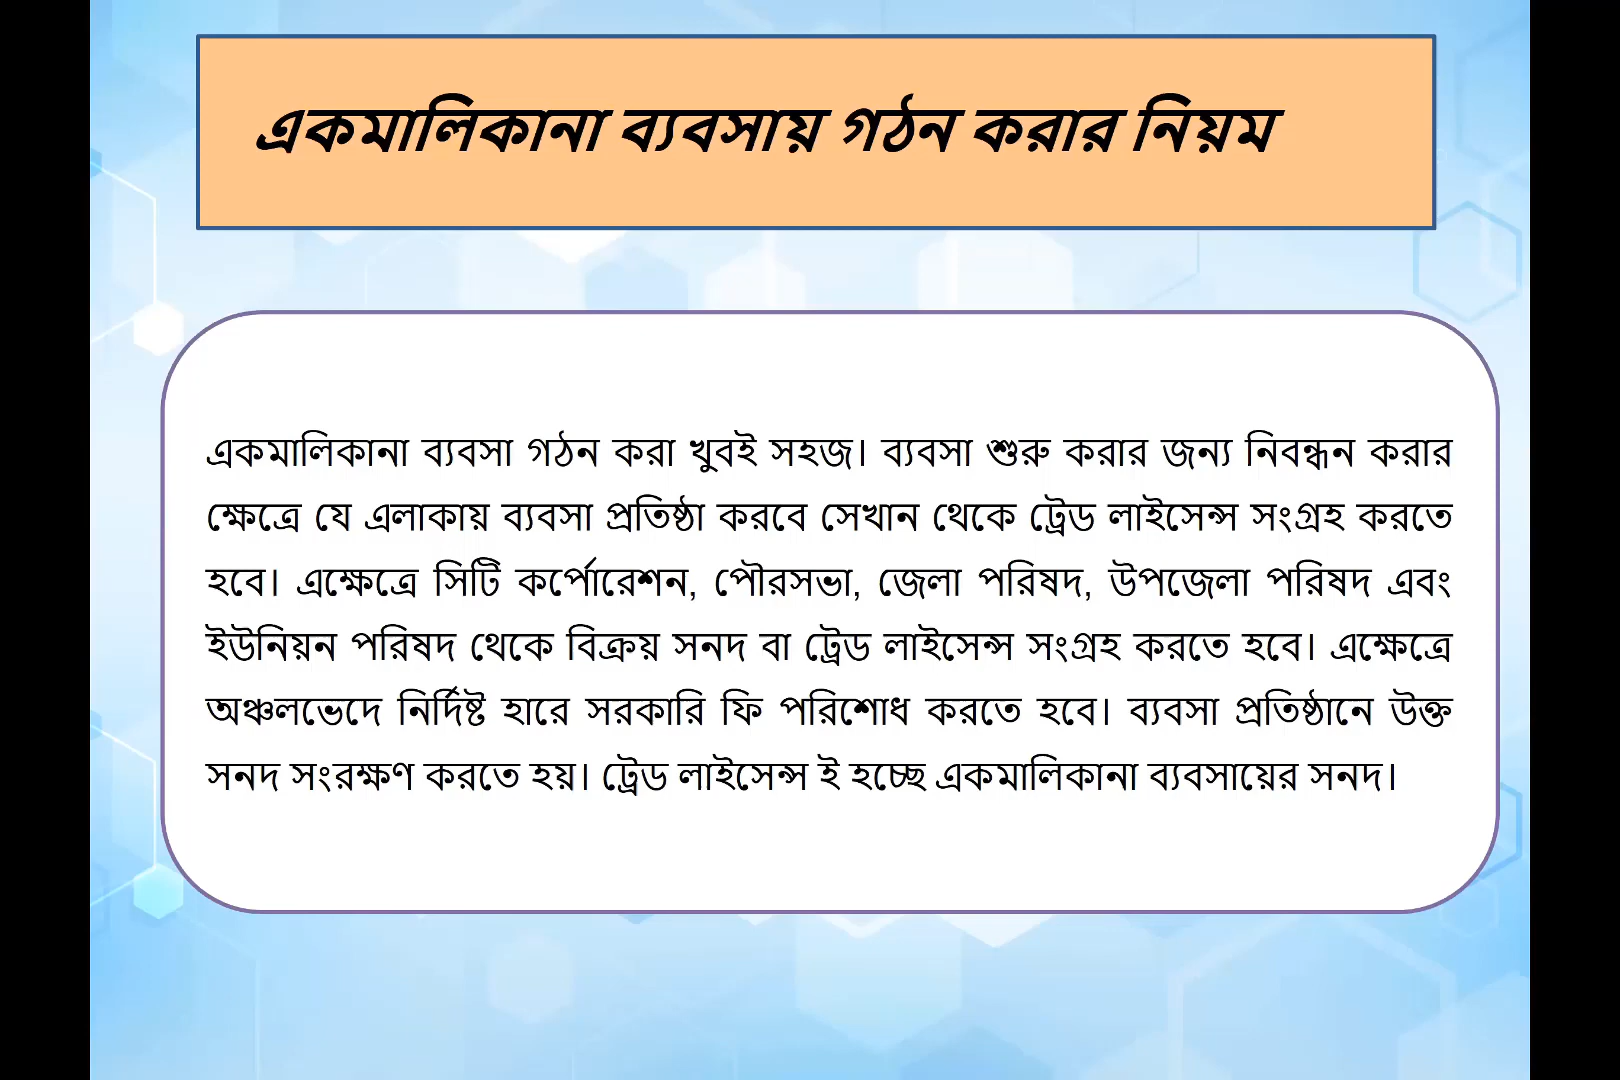 একমালিকানা ব্যবসায় গঠন করার নিয়ম
একমালিকানা ব্যবসা গঠন করা খুবই সহজ। ব্যবসা শুরু করার জন্য নিবন্ধন করার
ক্ষেত্রে যে এলাকায় ব্যবসা প্রতিষ্ঠা করবে সেখান থেকে ট্রেড লাইসেন্স সংগ্রহ করতে
হবে। এক্ষেত্রে সিটি কর্পোরেশন, পৌরসভা, জেলা পরিষদ, উপজেলা পরিষদ এবং
ইউনিয়ন পরিষদ থেকে বিক্রয় সনদ বা ট্রেড লাইসেন্স সংগ্রহ করতে হবে। এক্ষেত্রে
অঞ্চলভেদে নির্দিষ্ট হারে সরকারি ফি পরিশোধ করতে হবে। ব্যবসা প্রতিষ্ঠানে উক্ত
সনদ সংরক্ষণ করতে হয়। ট্রেড লাইসেন্স ই হচ্ছে একমালিকানা ব্যবসায়ের সনদ।